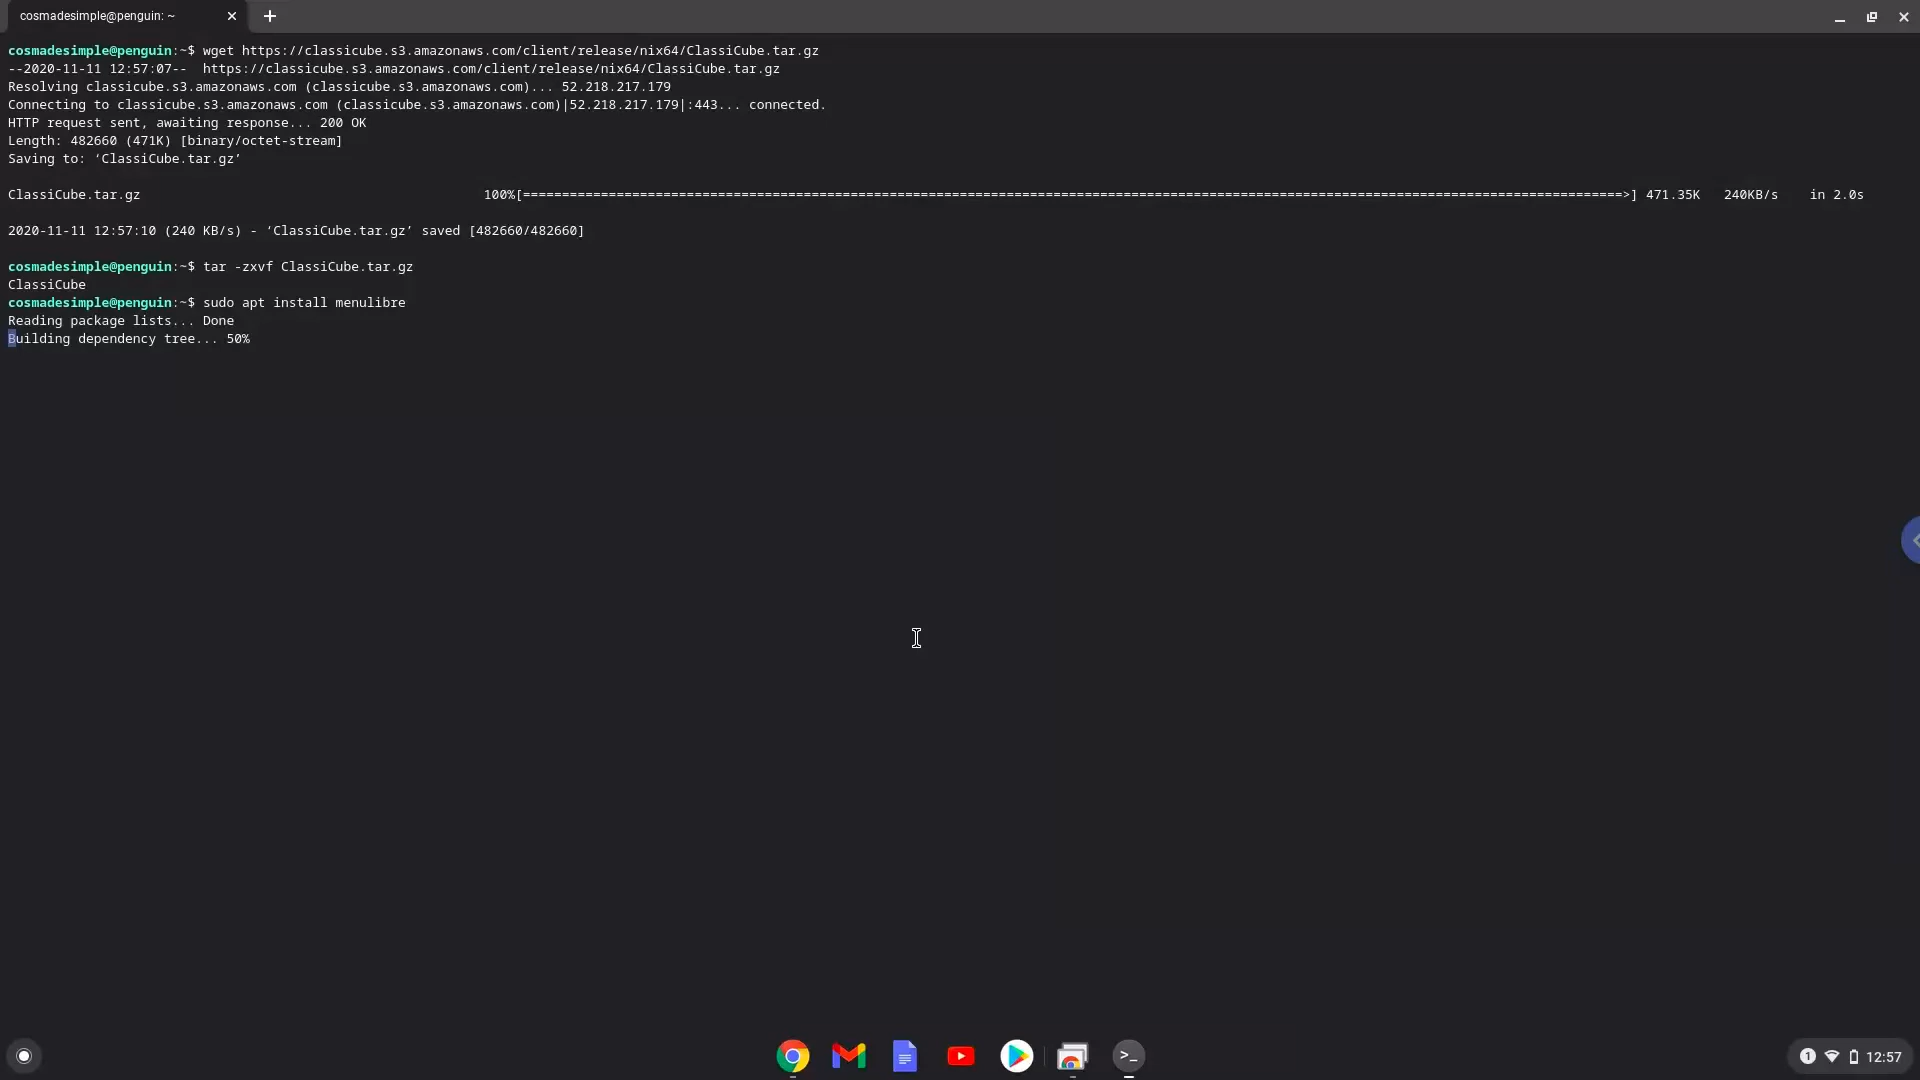 cosmadesimple@penguin: ~
cosmadesimple@penguin:~$ wget https://classicube.s3.amazonaws.com/client/release/nix64/ClassiCube.tar.gz
--2020-11-11 12:57:07--  https://classicube.s3.amazonaws.com/client/release/nix64/ClassiCube.tar.gz
Resolving classicube.s3.amazonaws.com (classicube.s3.amazonaws.com)... 52.218.217.179
Connecting to classicube.s3.amazonaws.com (classicube.s3.amazonaws.com)|52.218.217.179|:443... connected.
HTTP request sent, awaiting response... 200 OK
Length: 482660 (471K) [binary/octet-stream]
Saving to: ‘ClassiCube.tar.gz’
ClassiCube.tar.gz 100%[=============================================================================================================================================>] 471.35K 240KB/s in 2.0s
2020-11-11 12:57:10 (240 KB/s) - ‘ClassiCube.tar.gz’ saved [482660/482660]
cosmadesimple@penguin:~$ tar -zxvf ClassiCube.tar.gz
ClassiCube
cosmadesimple@penguin:~$ sudo apt install menulibre
Reading package lists... Done
Building dependency tree... 50%
>_
1
12:57